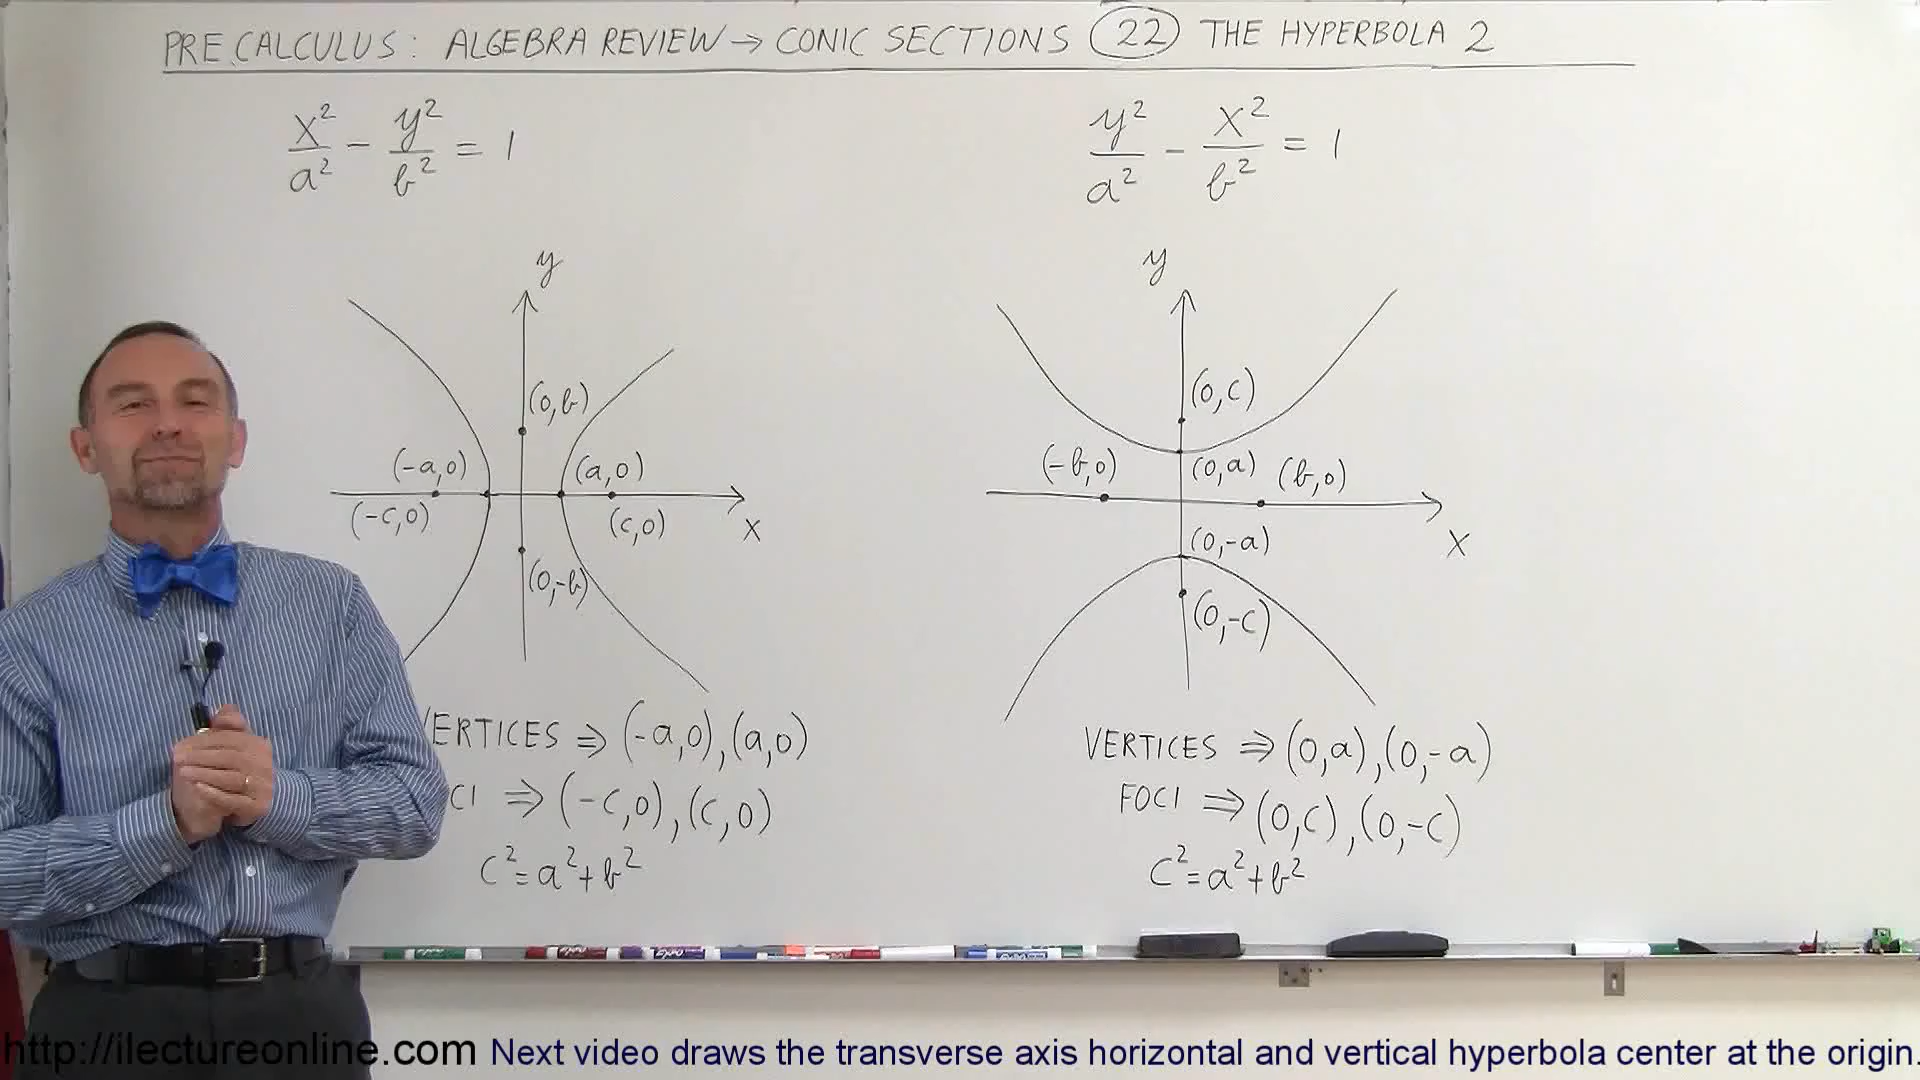 PRECALCULUS: ALGEBRA REVIEW → CONIC SECTIONS (22) THE HYPERBOLA 2
x²/a² - y²/b² = 1
y
(0,b)
(-a,0) (a,0)
(-c,0) (c,0) x
(0,-b)
ERTICES ⇒ (-a,0),(a,0)
CI ⇒ (-c,0),(c,0)
c²=a²+b²
y²/a² - x²/b² = 1
y
(0,c)
(-b,0) (0,a) (b,0)
(0,-a) x
(0,-c)
VERTICES ⇒ (0,a),(0,-a)
FOCI ⇒ (0,c),(0,-c)
c²=a²+b²
http://ilectureonline.com Next video draws the transverse axis horizontal and vertical hyperbola center at the origin.